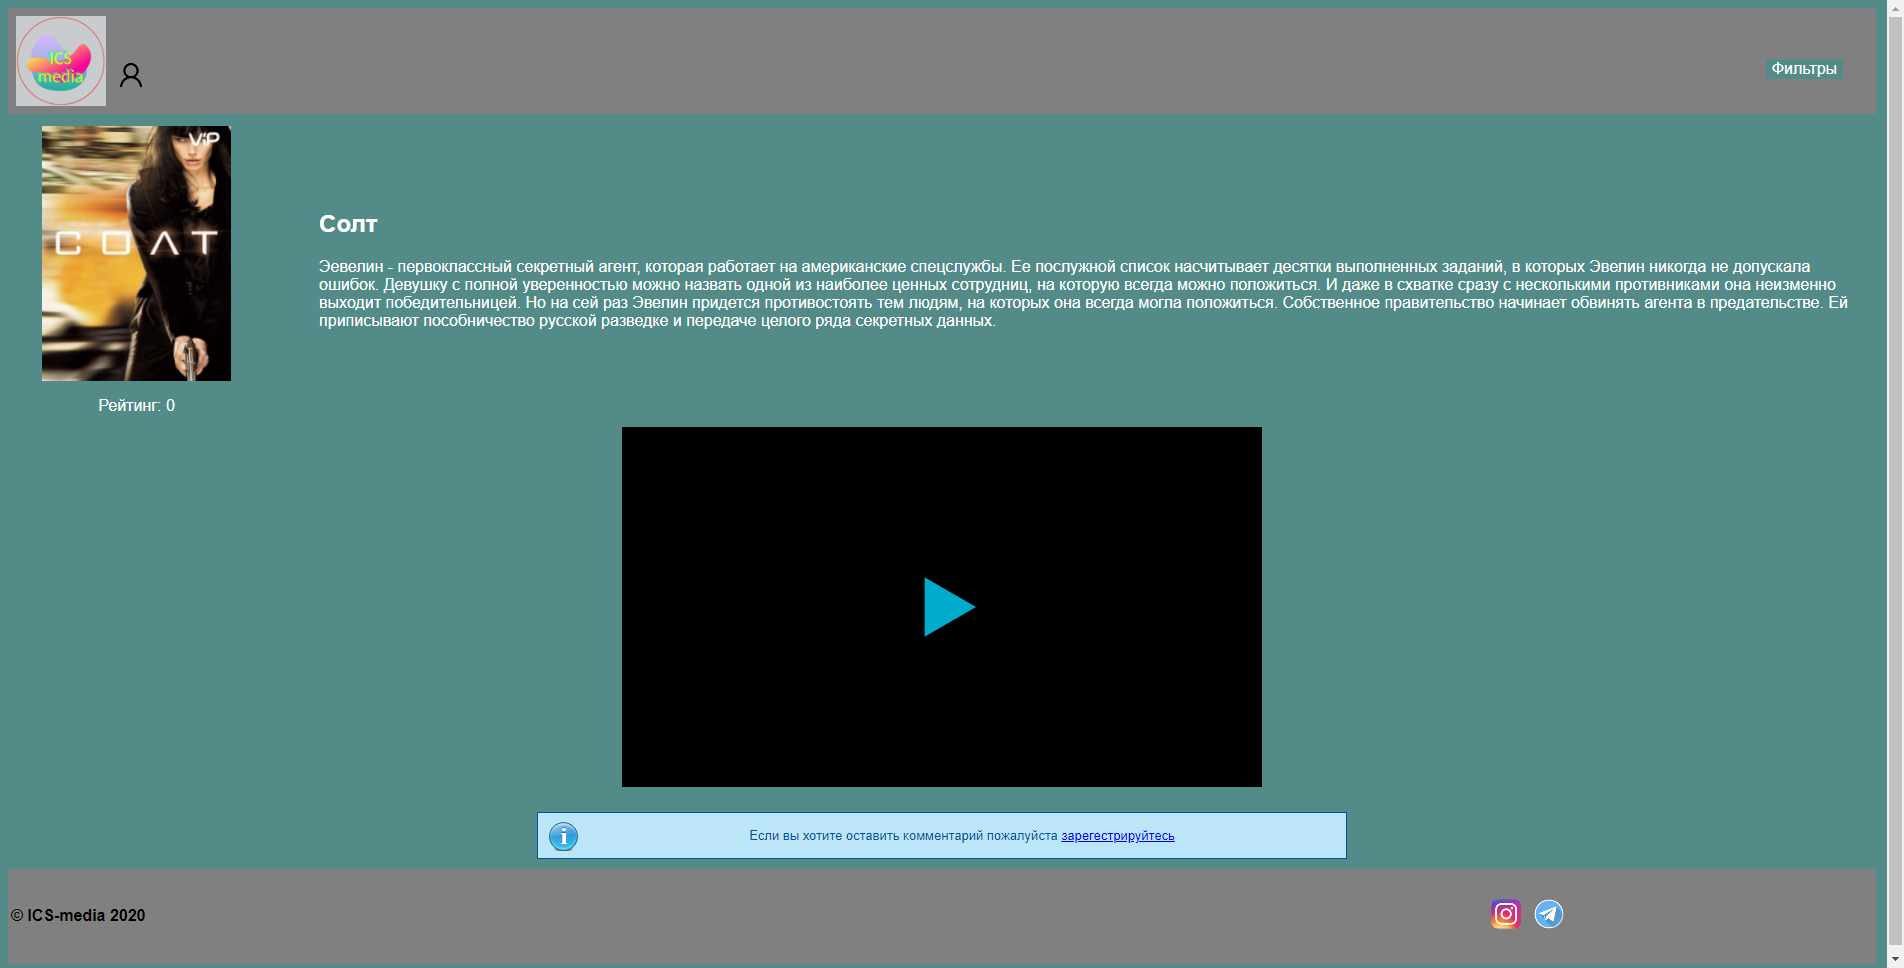 ICS
media
Фильтры
ViP
СОЛТ
Солт
Эевелин - первоклассный секретный агент, которая работает на американские спецслужбы. Ее послужной список насчитывает десятки выполненных заданий, в которых Эвелин никогда не допускала
ошибок. Девушку с полной уверенностью можно назвать одной из наиболее ценных сотрудниц, на которую всегда можно положиться. И даже в схватке сразу с несколькими противниками она неизменно
выходит победительницей. Но на сей раз Эвелин придется противостоять тем людям, на которых она всегда могла положиться. Собственное правительство начинает обвинять агента в предательстве. Ей
приписывают пособничество русской разведке и передаче целого ряда секретных данных.
Рейтинг: 0
Если вы хотите оставить комментарий пожалуйста зарегестрируйтесь
© ICS-media 2020